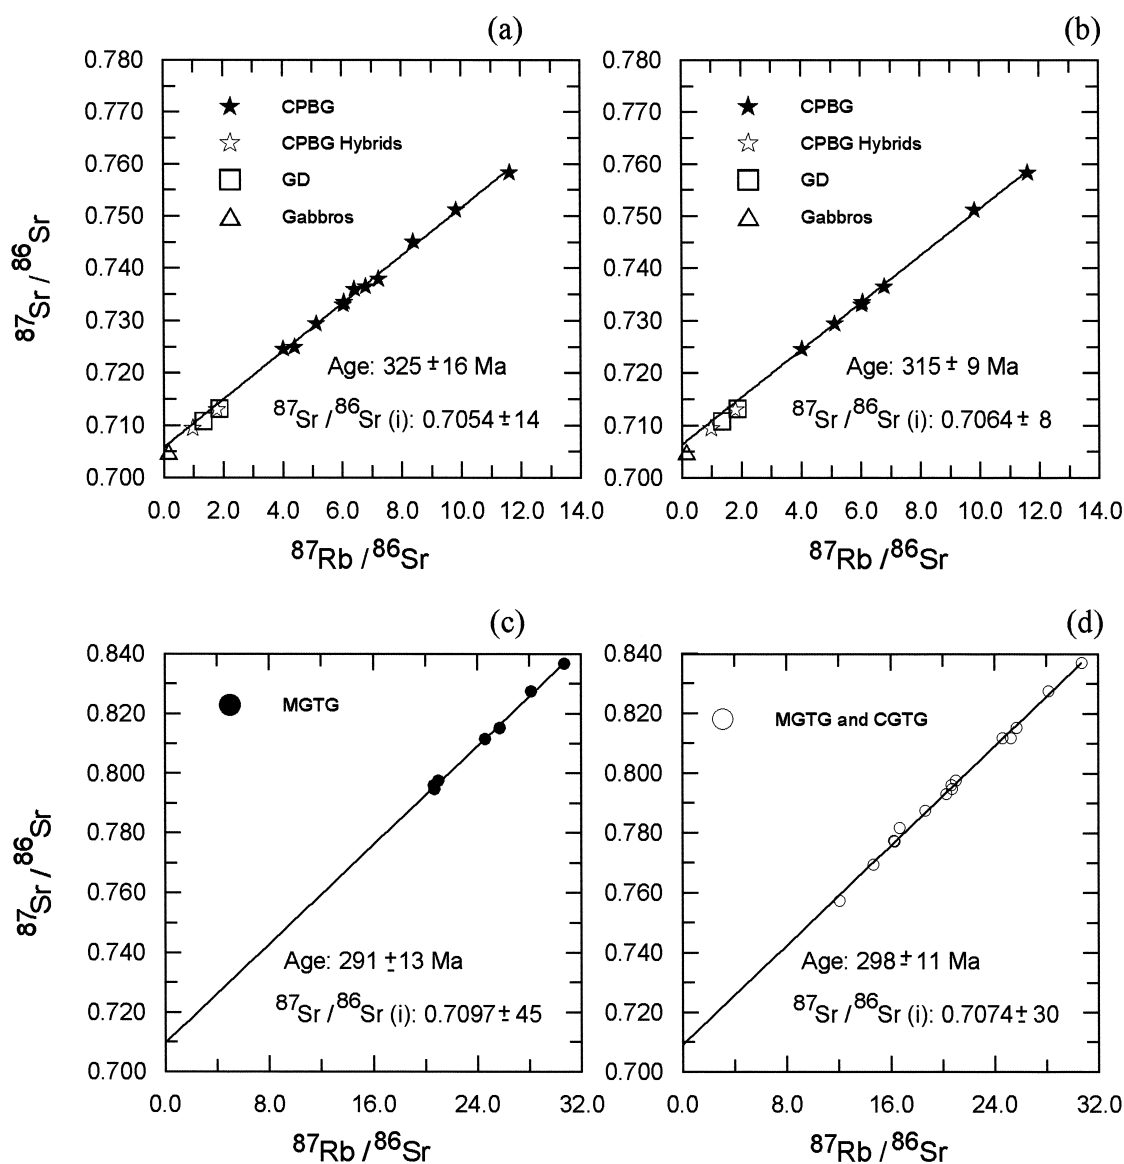 (a)
0.780
0.770
0.760
0.750
0.740
0.730
0.720
0.710
0.700
CPBG
CPBG Hybrids
GD
Gabbros
Age: 325 ± 16 Ma
87Sr / 86Sr (i): 0.7054 ± 14
0.0 2.0 4.0 6.0 8.0 10.0 12.0 14.0
87Rb / 86Sr
87Sr / 86Sr
(b)
0.780
0.770
0.760
0.750
0.740
0.730
0.720
0.710
0.700
CPBG
CPBG Hybrids
GD
Gabbros
Age: 315 ± 9 Ma
87Sr / 86Sr (i): 0.7064 ± 8
0.0 2.0 4.0 6.0 8.0 10.0 12.0 14.0
87Rb / 86Sr
(c)
0.840
0.820
0.800
0.780
0.760
0.740
0.720
0.700
MGTG
Age: 291 ± 13 Ma
87Sr / 86Sr (i): 0.7097 ± 45
0.0 8.0 16.0 24.0 32.0
87Rb / 86Sr
87Sr / 86Sr
(d)
0.840
0.820
0.800
0.780
0.760
0.740
0.720
0.700
MGTG and CGTG
Age: 298 ± 11 Ma
87Sr / 86Sr (i): 0.7074 ± 30
0.0 8.0 16.0 24.0 32.0
87Rb / 86Sr